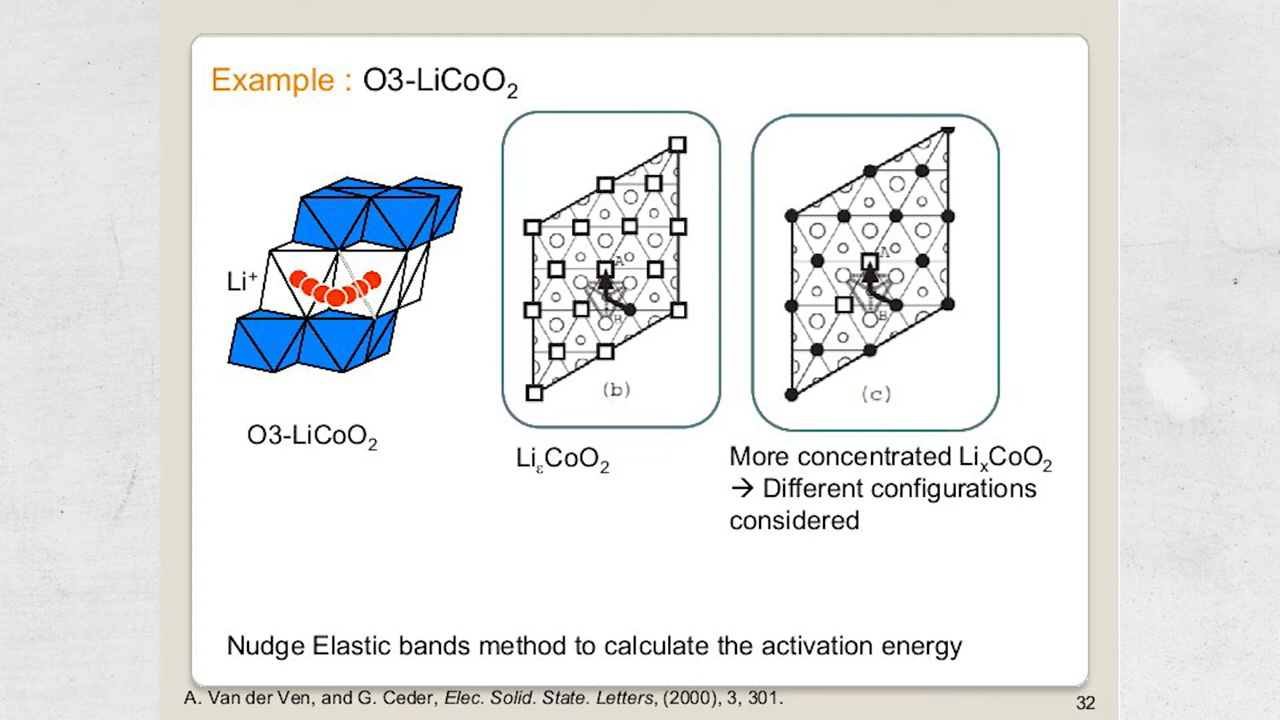 Example : O3-LiCoO₂
Li⁺
A
B
(b)
A
B
(c)
O3-LiCoO₂
LiεCoO₂
More concentrated LiₓCoO₂
→ Different configurations
considered
Nudge Elastic bands method to calculate the activation energy
A. Van der Ven, and G. Ceder, Elec. Solid. State. Letters, (2000), 3, 301.
32